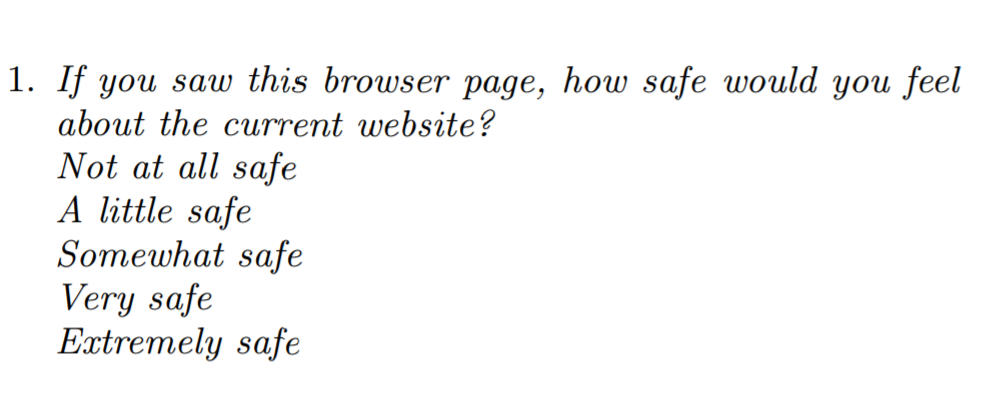 1. If you saw this browser page, how safe would you feel
about the current website?
Not at all safe
A little safe
Somewhat safe
Very safe
Extremely safe